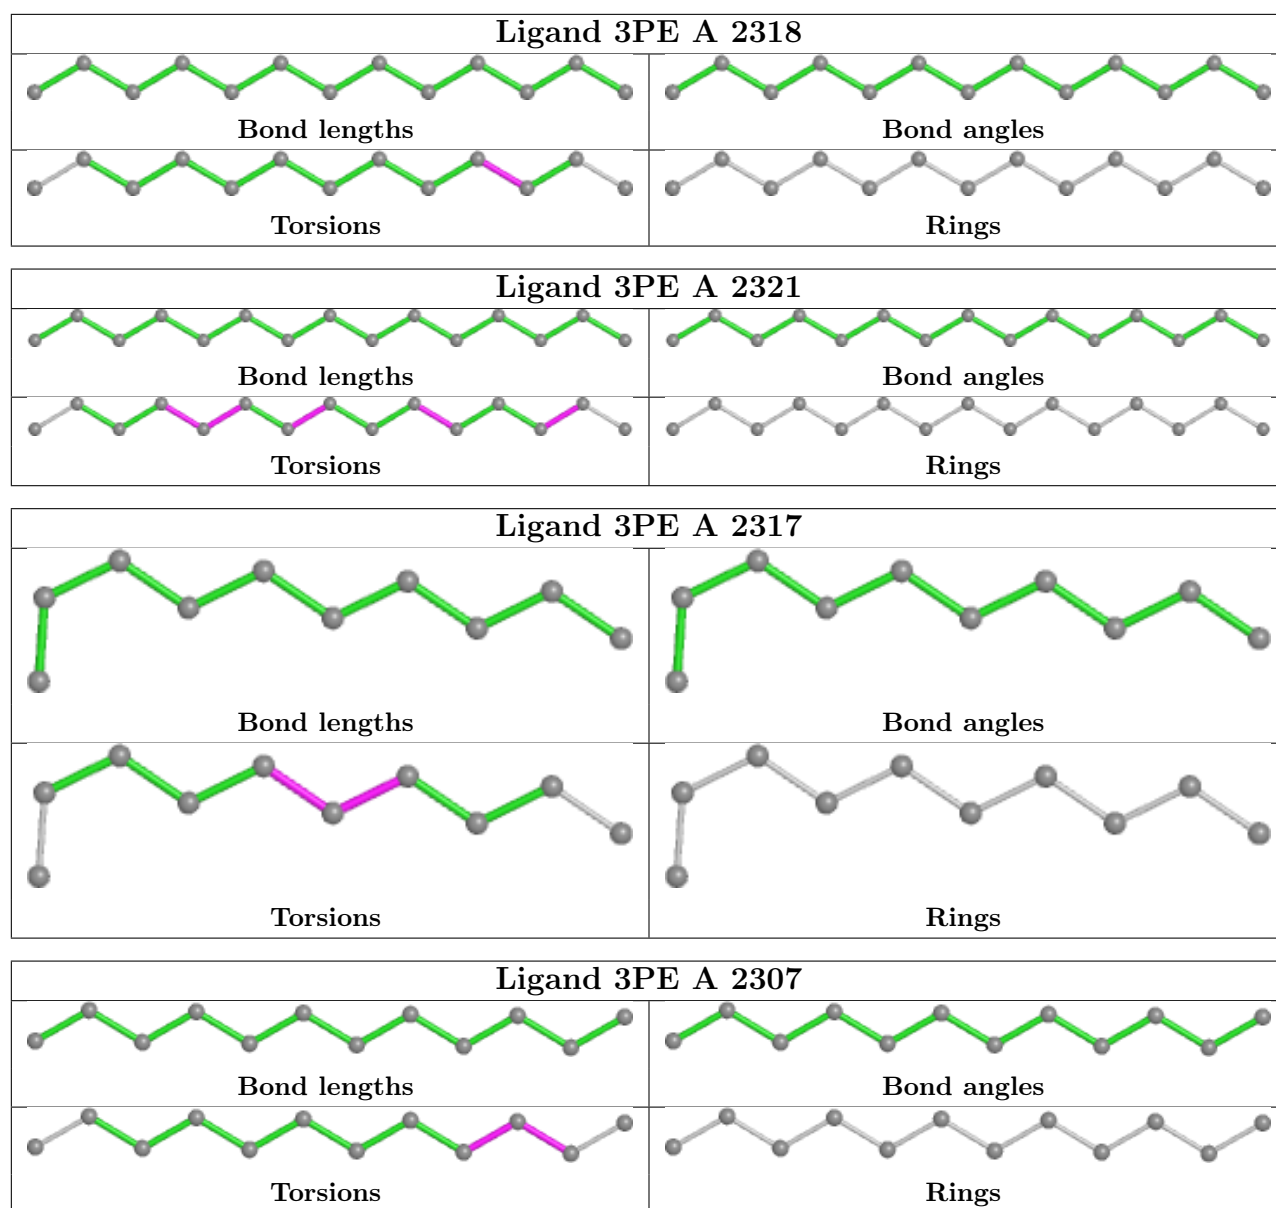 Ligand 3PE A 2318
Bond lengths
Bond angles
Torsions
Rings
Ligand 3PE A 2321
Bond lengths
Bond angles
Torsions
Rings
Ligand 3PE A 2317
Bond lengths
Bond angles
Torsions
Rings
Ligand 3PE A 2307
Bond lengths
Bond angles
Torsions
Rings